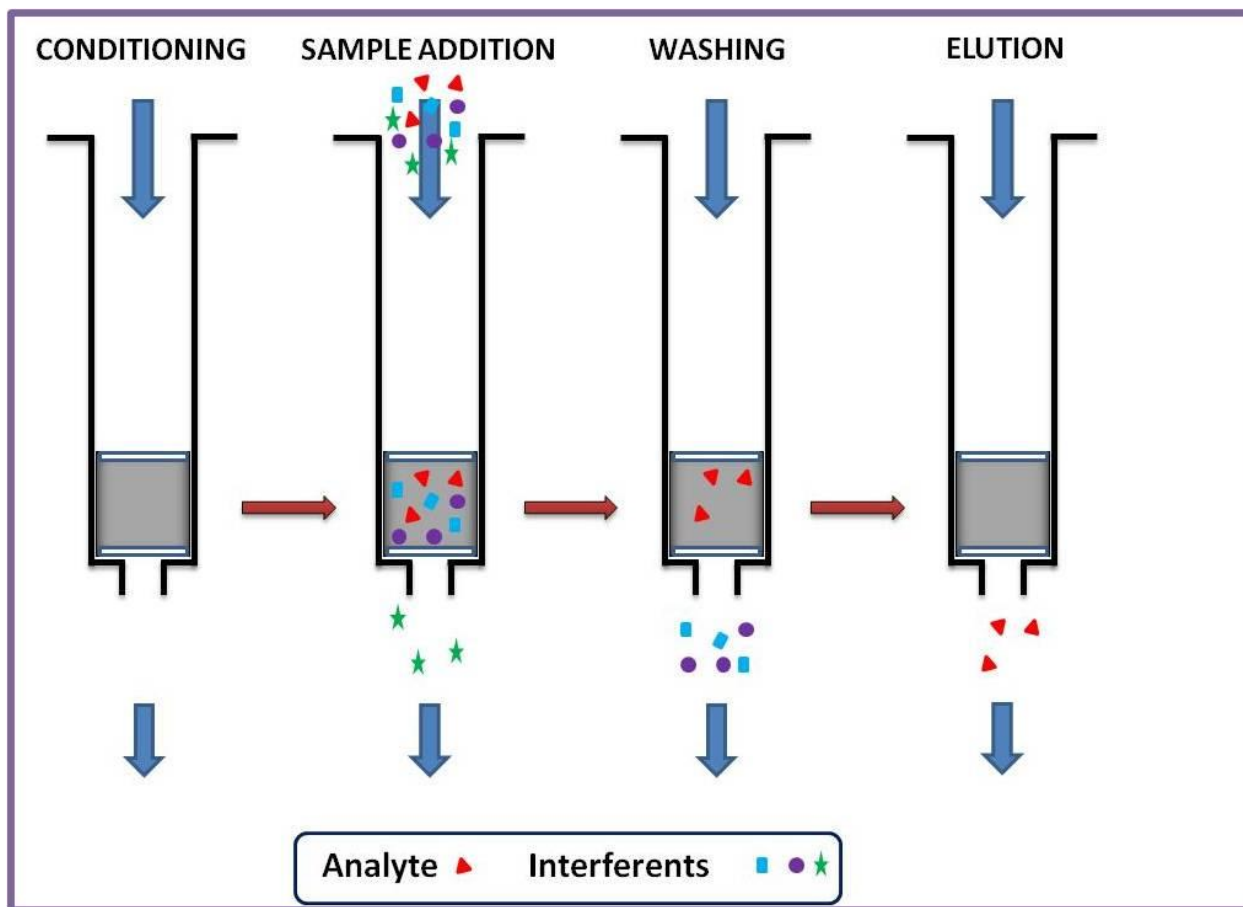 CONDITIONING
SAMPLE ADDITION
WASHING
ELUTION
Analyte
Interferents